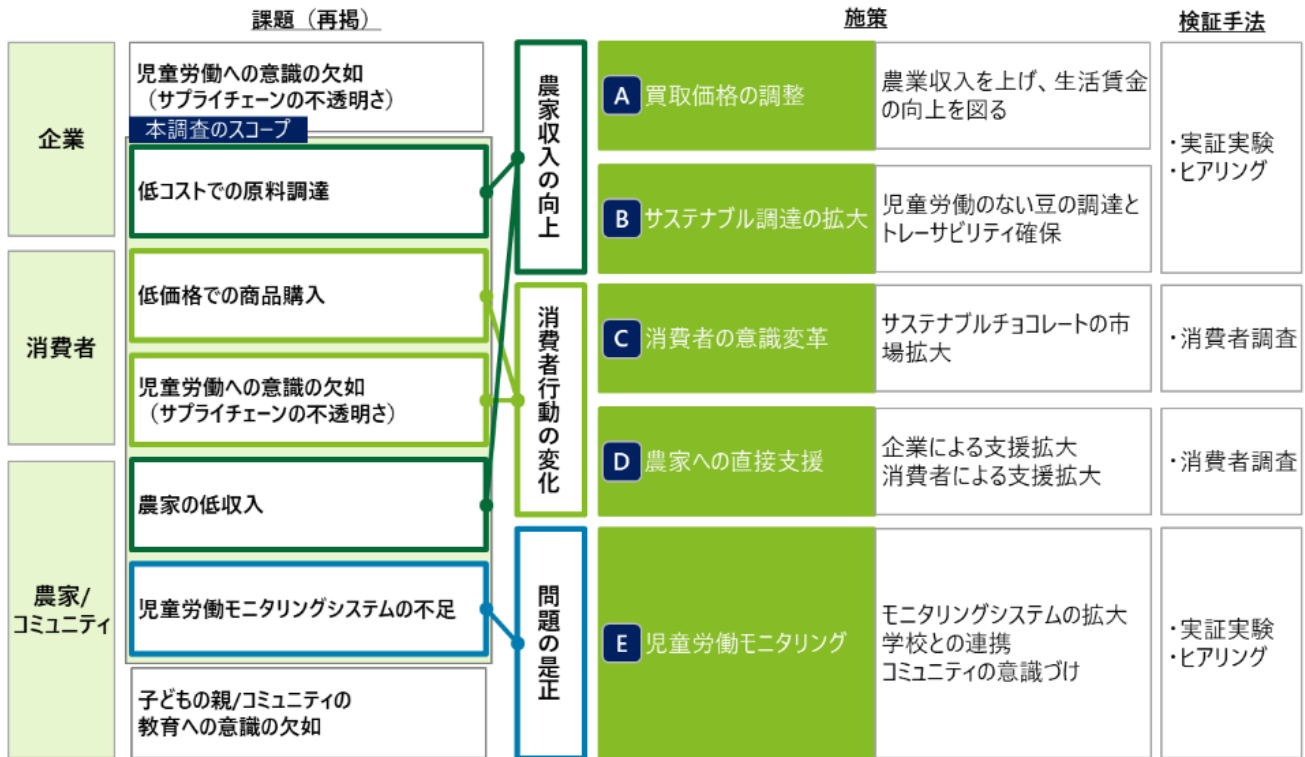 課題（再掲）
施策
検証手法
企業
児童労働への意識の欠如
（サプライチェーンの不透明さ）
本調査のスコープ
低コストでの原料調達
消費者
低価格での商品購入
児童労働への意識の欠如
（サプライチェーンの不透明さ）
農家/
コミュニティ
農家の低収入
児童労働モニタリングシステムの不足
子どもの親/コミュニティの
教育への意識の欠如
農家収入の向上
A 買取価格の調整
農業収入を上げ、生活賃金
の向上を図る
B サステナブル調達の拡大
児童労働のない豆の調達と
トレーサビリティ確保
・実証実験
・ヒアリング
消費者行動の変化
C 消費者の意識変革
サステナブルチョコレートの市
場拡大
・消費者調査
D 農家への直接支援
企業による支援拡大
消費者による支援拡大
・消費者調査
問題の是正
E 児童労働モニタリング
モニタリングシステムの拡大
学校との連携
コミュニティの意識づけ
・実証実験
・ヒアリング